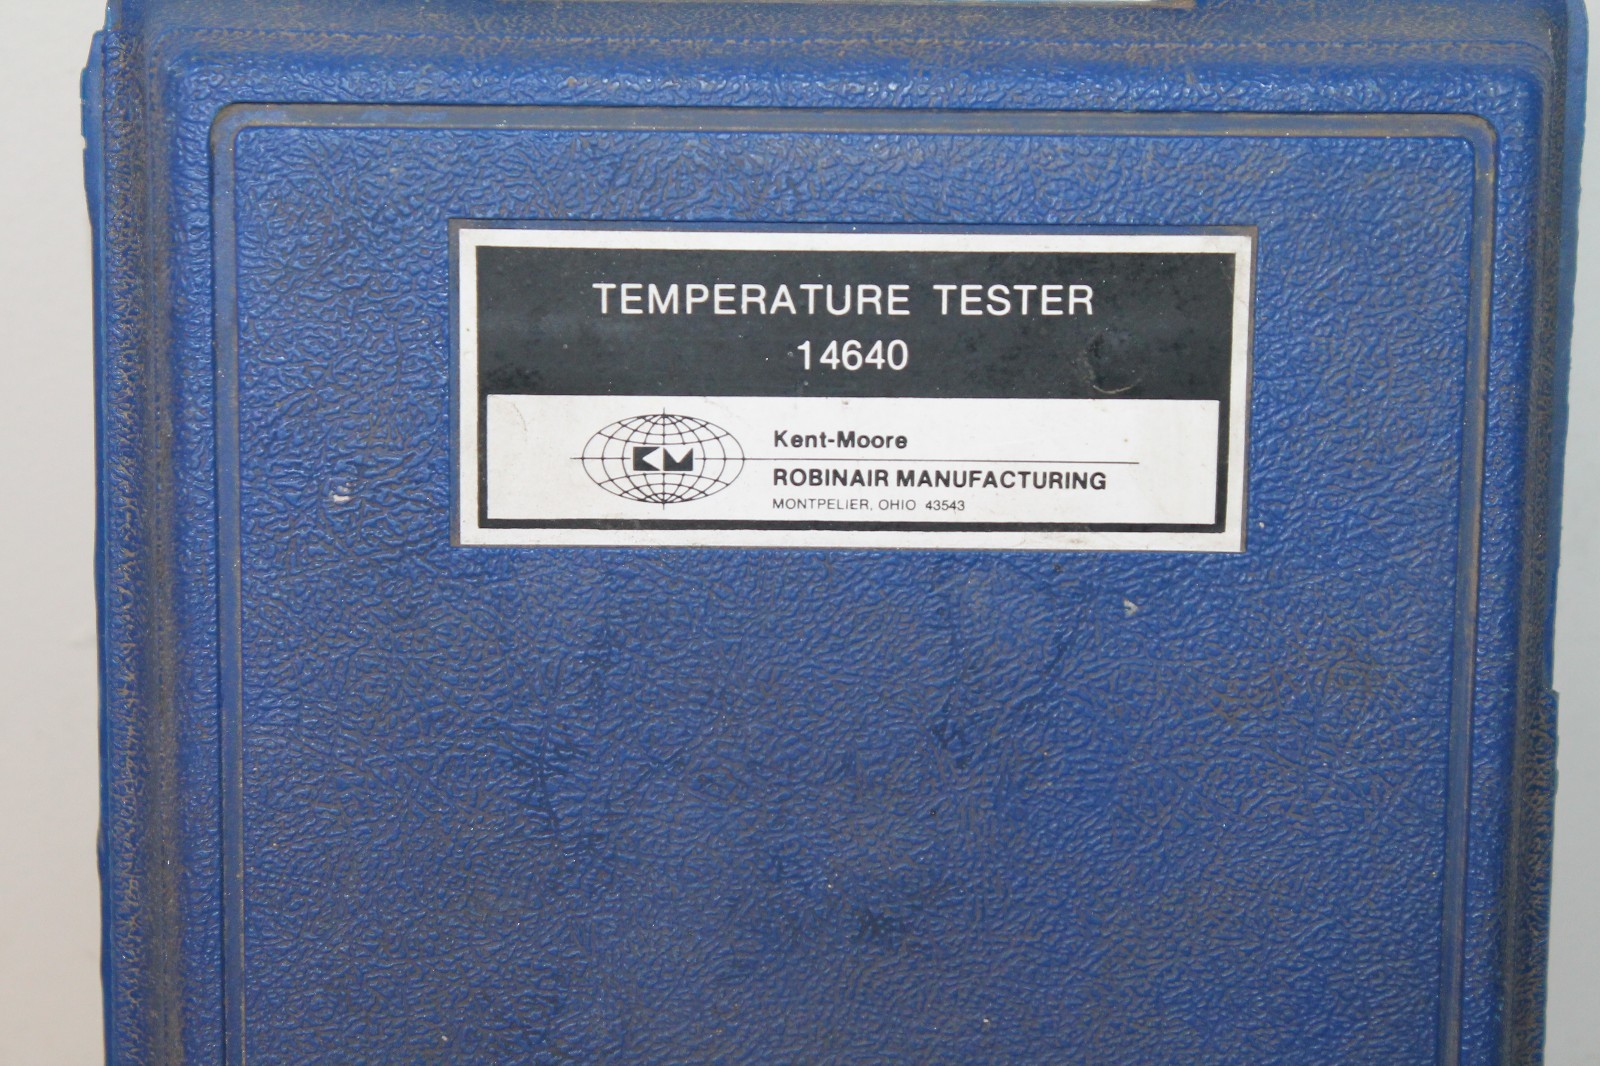 TEMPERATURE TESTER
14640
KM
Kent-Moore
ROBINAIR MANUFACTURING
MONTPELIER, OHIO 43543